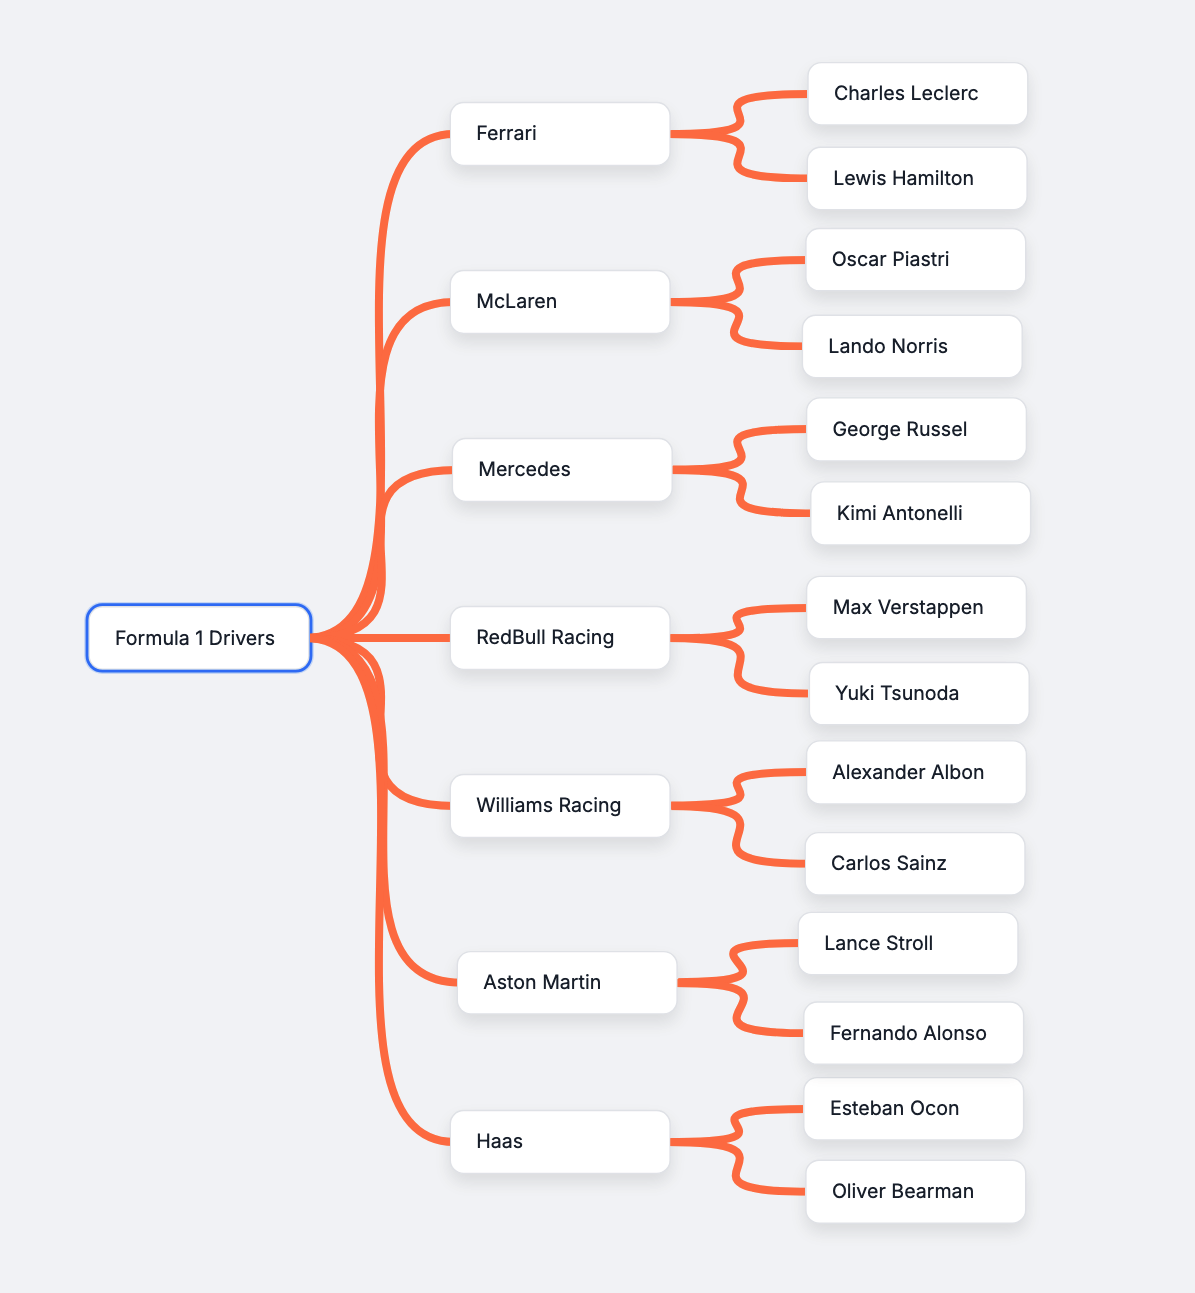 Formula 1 Drivers
Ferrari
Charles Leclerc
Lewis Hamilton
McLaren
Oscar Piastri
Lando Norris
Mercedes
George Russel
Kimi Antonelli
RedBull Racing
Max Verstappen
Yuki Tsunoda
Williams Racing
Alexander Albon
Carlos Sainz
Aston Martin
Lance Stroll
Fernando Alonso
Haas
Esteban Ocon
Oliver Bearman